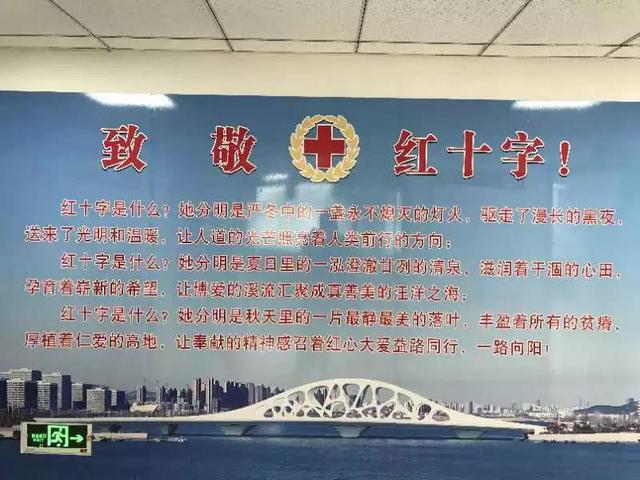 致敬红十字！
红十字是什么？她分明是严冬中的一盏永不熄灭的灯火，驱走了漫长的黑夜，
送来了光明和温暖，让人道的光芒照亮着人类前行的方向；
红十字是什么？她分明是夏日里的一泓澄澈甘冽的清泉，滋润着干涸的心田，
孕育着崭新的希望，让博爱的溪流汇聚成真善美的汪洋之海；
红十字是什么？她分明是秋天里的一片最静最美的落叶，丰盈着所有的贫瘠，
厚植着仁爱的高地，让奉献的精神感召着红心大爱益路同行，一路向阳！